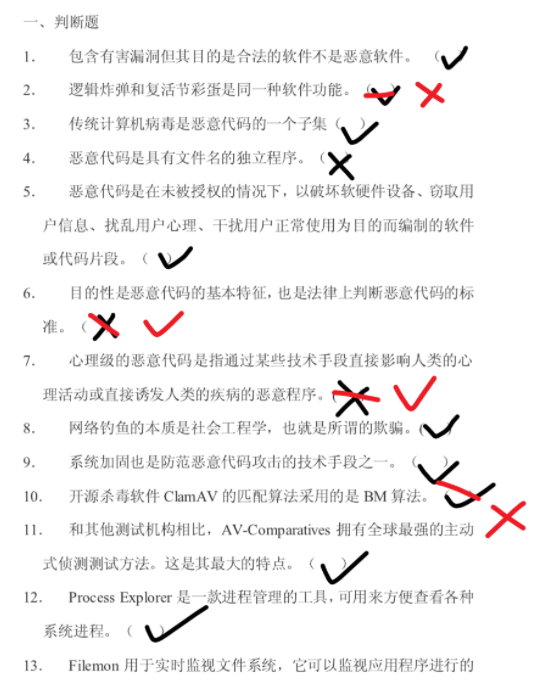 一、判断题
1. 包含有害漏洞但其目的是合法的软件不是恶意软件。(✓)
2. 逻辑炸弹和复活节彩蛋是同一种软件功能。(✓) ✗
3. 传统计算机病毒是恶意代码的一个子集(✓)
4. 恶意代码是具有文件名的独立程序。(✗)
5. 恶意代码是在未被授权的情况下，以破坏软硬件设备、窃取用
户信息、扰乱用户心理、干扰用户正常使用为目的而编制的软件
或代码片段。(✓)
6. 目的性是恶意代码的基本特征，也是法律上判断恶意代码的标
准。(✗) ✓
7. 心理级的恶意代码是指通过某些技术手段直接影响人类的心
理活动或直接诱发人类的疾病的恶意程序。(✗) ✓
8. 网络钓鱼的本质是社会工程学，也就是所谓的欺骗。(✓)
9. 系统加固也是防范恶意代码攻击的技术手段之一。(✓)
10. 开源杀毒软件 ClamAV 的匹配算法采用的是 BM 算法。(✓) ✗
11. 和其他测试机构相比，AV-Comparatives 拥有全球最强的主动
式侦测测试方法。这是其最大的特点。(✓)
12. Process Explorer 是一款进程管理的工具，可用来方便查看各种
系统进程。(✓)
13. Filemon 用于实时监视文件系统，它可以监视应用程序进行的